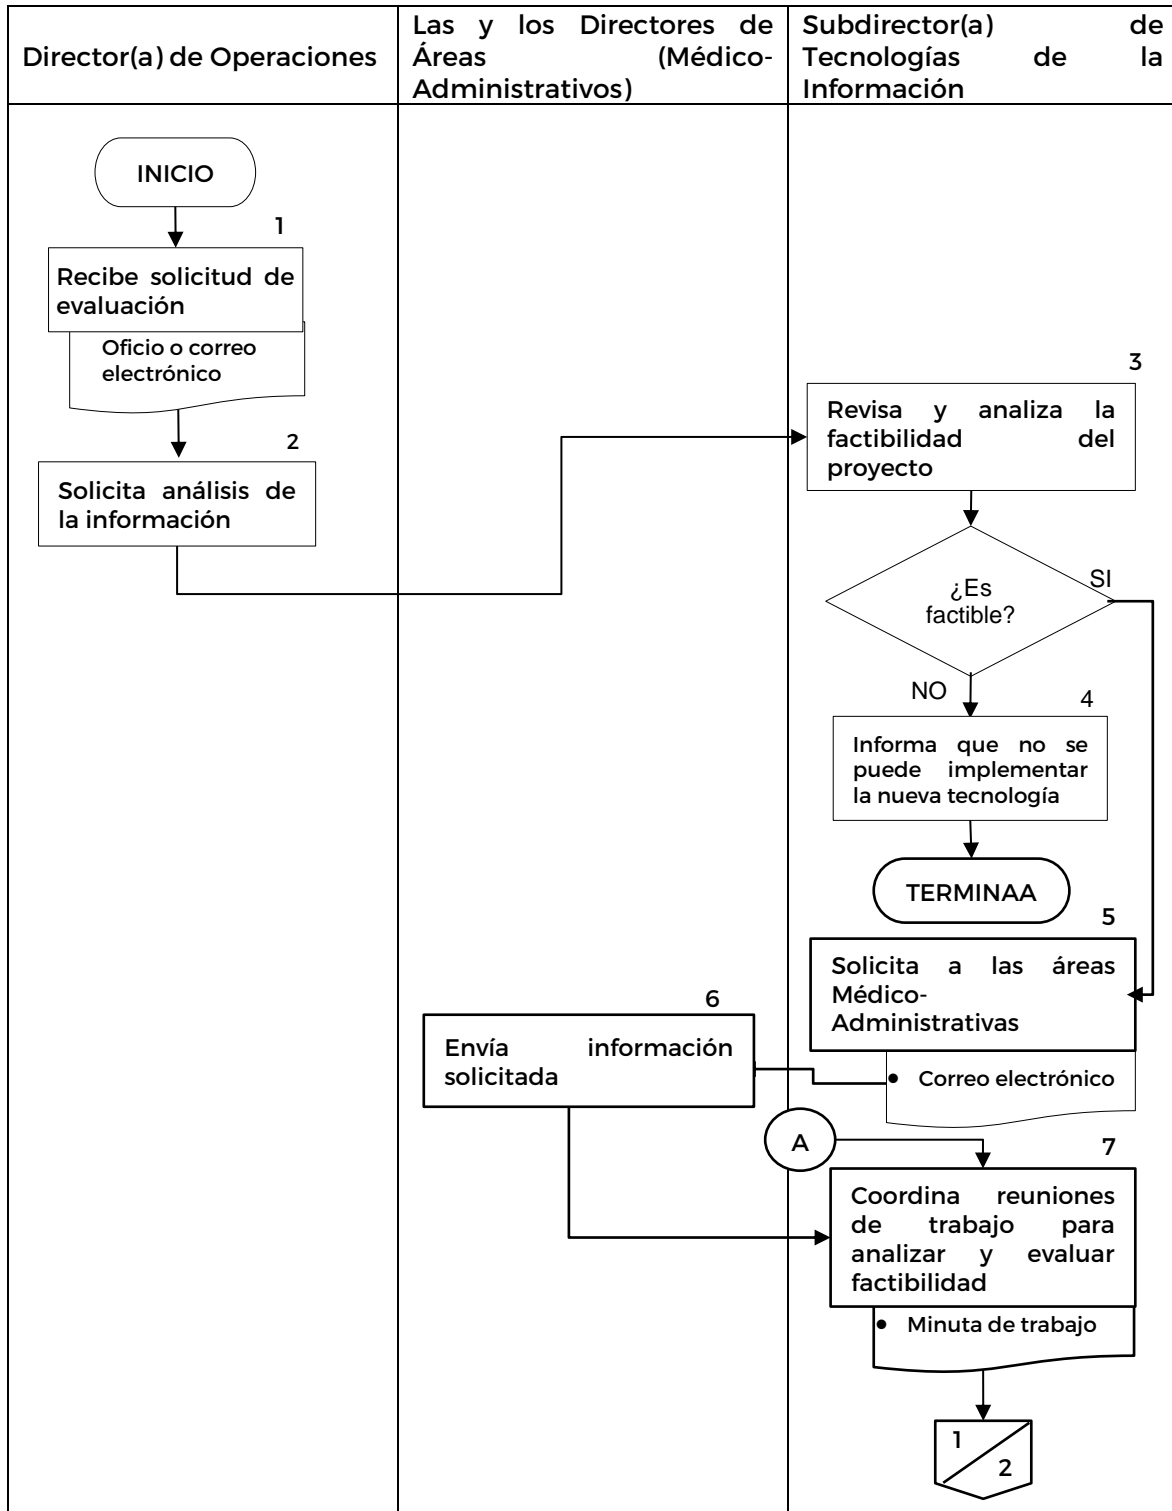 Director(a) de Operaciones
Las y los Directores de
Áreas (Médico-
Administrativos)
Subdirector(a) de
Tecnologías de la
Información
INICIO
1
Recibe solicitud de
evaluación
Oficio o correo
electrónico
2
Solicita análisis de
la información
3
Revisa y analiza la
factibilidad del
proyecto
¿Es
factible?
SI
NO
4
Informa que no se
puede implementar
la nueva tecnología
TERMINAA
5
Solicita a las áreas
Médico-
Administrativas
• Correo electrónico
6
Envía información
solicitada
A
7
Coordina reuniones
de trabajo para
analizar y evaluar
factibilidad
• Minuta de trabajo
1
2